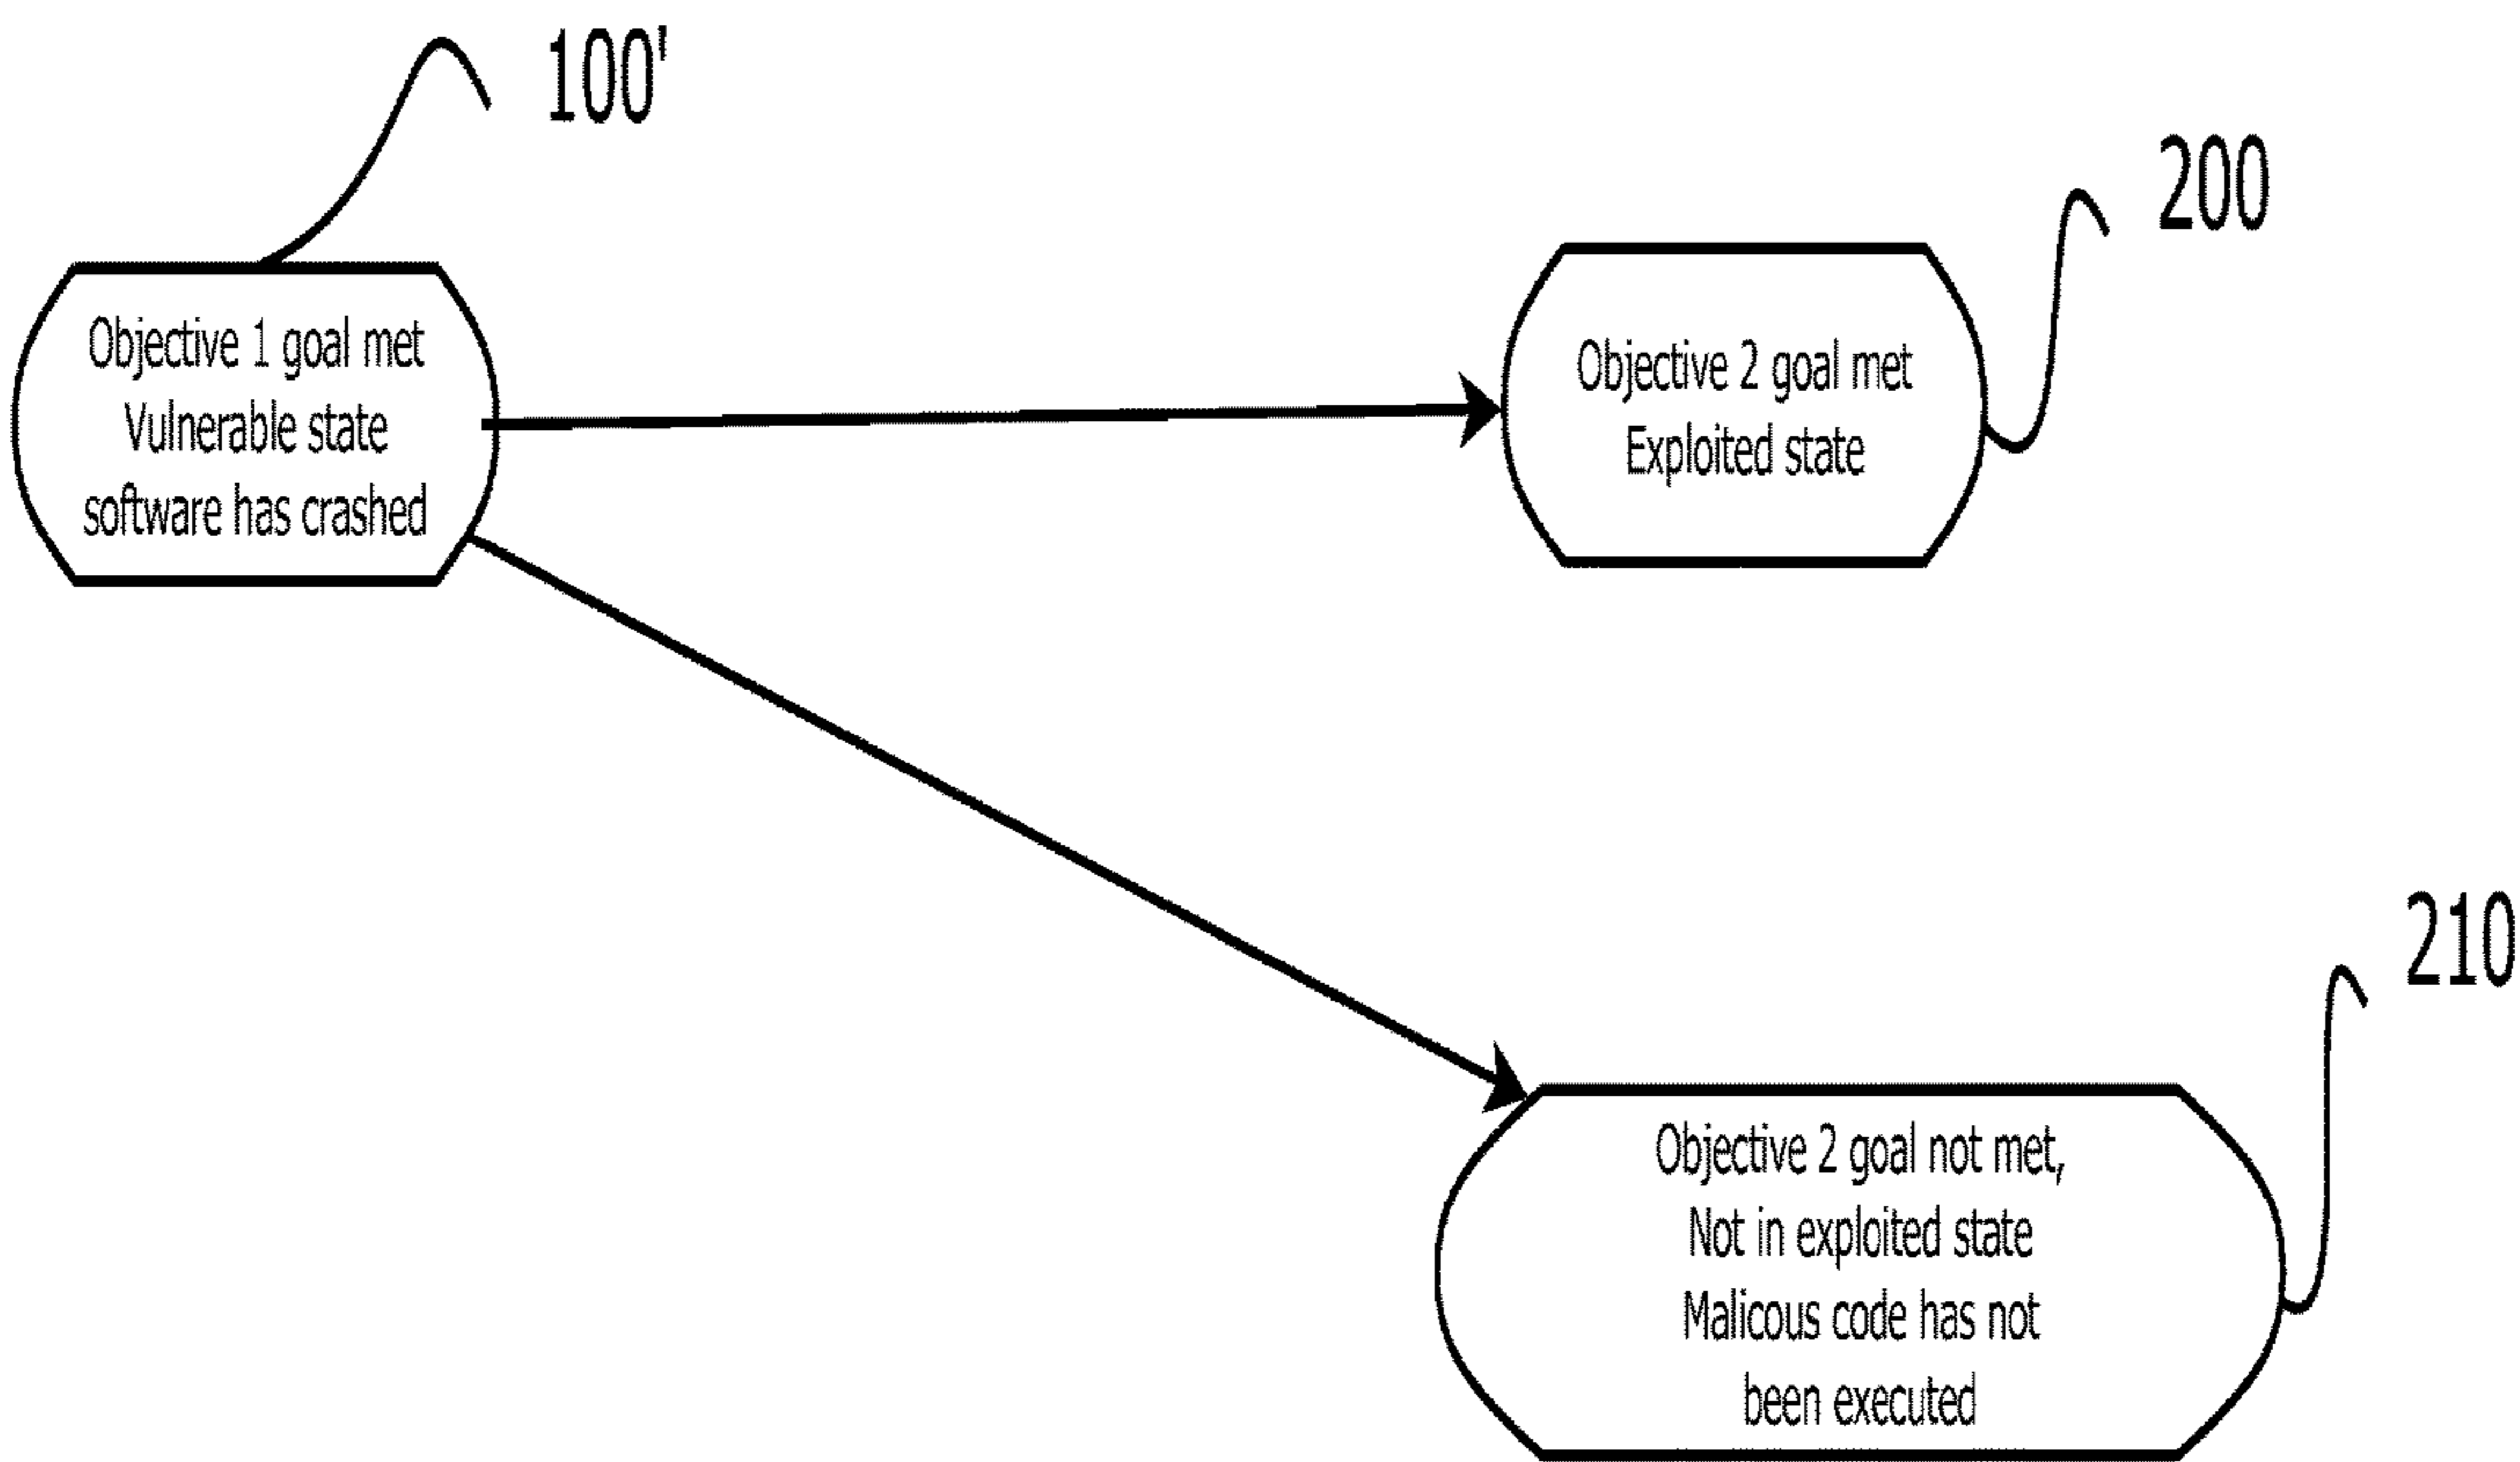 100'
200
Objective 1 goal met
Vulnerable state
software has crashed
Objective 2 goal met
Exploited state
210
Objective 2 goal not met,
Not in exploited state
Malicous code has not
been executed